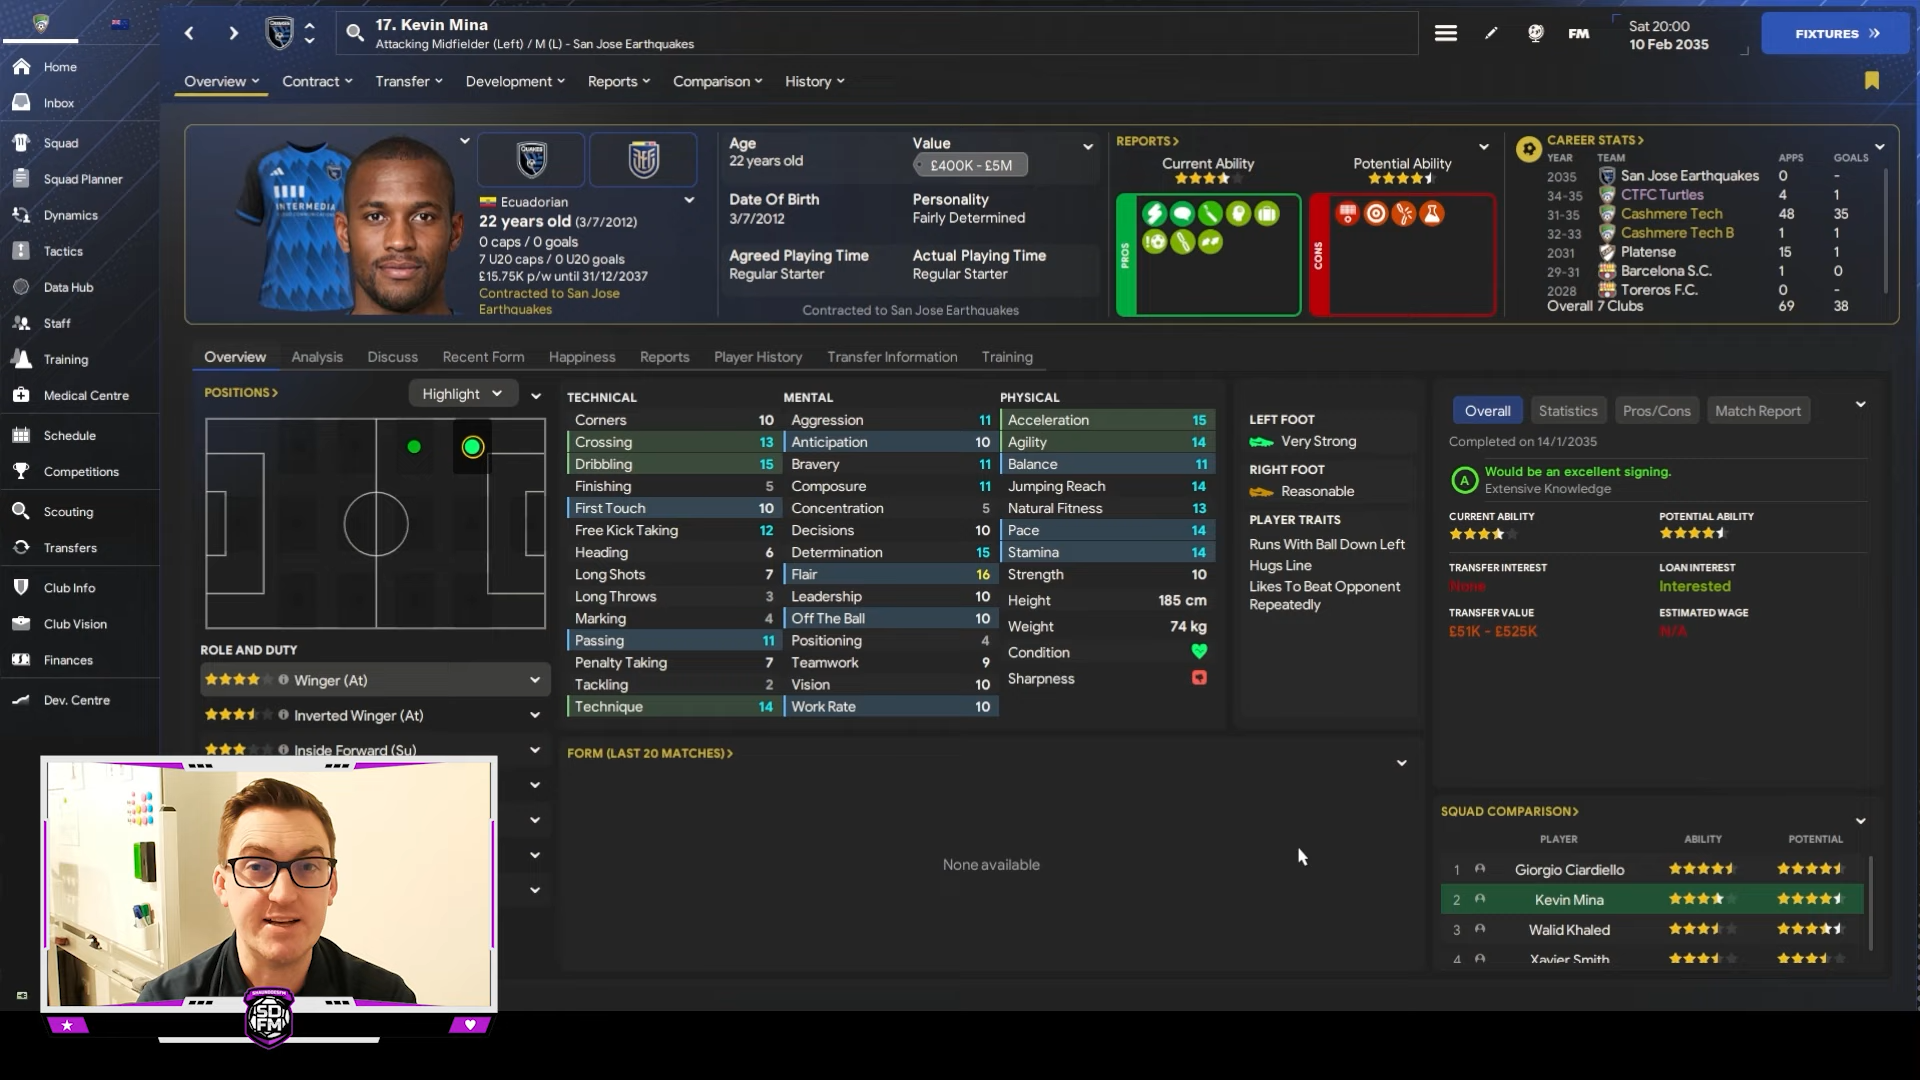 17. Kevin Mina
Attacking Midfielder (Left) / M (L) - San Jose Earthquakes
FM
Sat 20:00
10 Feb 2035
FIXTURES
Home
Inbox
Squad
Squad Planner
Dynamics
Tactics
Data Hub
Staff
Training
Medical Centre
Schedule
Competitions
Scouting
Transfers
Club Info
Club Vision
Finances
Dev. Centre
Overview Contract Transfer Development Reports Comparison History
INTERMEDIA
QUAKES
Ecuadorian
22 years old (3/7/2012)
0 caps / 0 goals
7 U20 caps / 0 U20 goals
£15.75K p/w until 31/12/2037
Contracted to San Jose
Earthquakes
Age
22 years old
Value
£400K - £5M
Date Of Birth
3/7/2012
Personality
Fairly Determined
Agreed Playing Time
Regular Starter
Actual Playing Time
Regular Starter
Contracted to San Jose Earthquakes
REPORTS
Current Ability
Potential Ability
PROS
CONS
CAREER STATS
YEAR TEAM APPS GOALS
2035 San Jose Earthquakes 0 -
34-35 CTFC Turtles 4 1
31-35 Cashmere Tech 48 35
32-33 Cashmere Tech B 1 1
2031 Platense 15 1
29-31 Barcelona S.C. 1 0
2028 Toreros F.C. 0 -
Overall 7 Clubs 69 38
Overview Analysis Discuss Recent Form Happiness Reports Player History Transfer Information Training
POSITIONS
Highlight
ROLE AND DUTY
Winger (At)
Inverted Winger (At)
Inside Forward (Su)
TECHNICAL
Corners 10
Crossing 13
Dribbling 15
Finishing 5
First Touch 10
Free Kick Taking 12
Heading 6
Long Shots 7
Long Throws 3
Marking 4
Passing 11
Penalty Taking 7
Tackling 2
Technique 14
MENTAL
Aggression 11
Anticipation 10
Bravery 11
Composure 11
Concentration 5
Decisions 10
Determination 15
Flair 16
Leadership 10
Off The Ball 10
Positioning 4
Teamwork 9
Vision 10
Work Rate 10
PHYSICAL
Acceleration 15
Agility 14
Balance 11
Jumping Reach 14
Natural Fitness 13
Pace 14
Stamina 14
Strength 10
Height 185 cm
Weight 74 kg
Condition
Sharpness
LEFT FOOT
Very Strong
RIGHT FOOT
Reasonable
PLAYER TRAITS
Runs With Ball Down Left
Hugs Line
Likes To Beat Opponent
Repeatedly
Overall Statistics Pros/Cons Match Report
Completed on 14/1/2035
A
Would be an excellent signing.
Extensive Knowledge
CURRENT ABILITY
POTENTIAL ABILITY
TRANSFER INTEREST
None
LOAN INTEREST
Interested
TRANSFER VALUE
£51K - £525K
ESTIMATED WAGE
N/A
FORM (LAST 20 MATCHES)
None available
SQUAD COMPARISON
PLAYER ABILITY POTENTIAL
1 Giorgio Ciardiello
2 Kevin Mina
3 Walid Khaled
4 Xavier Smith
SD
FM